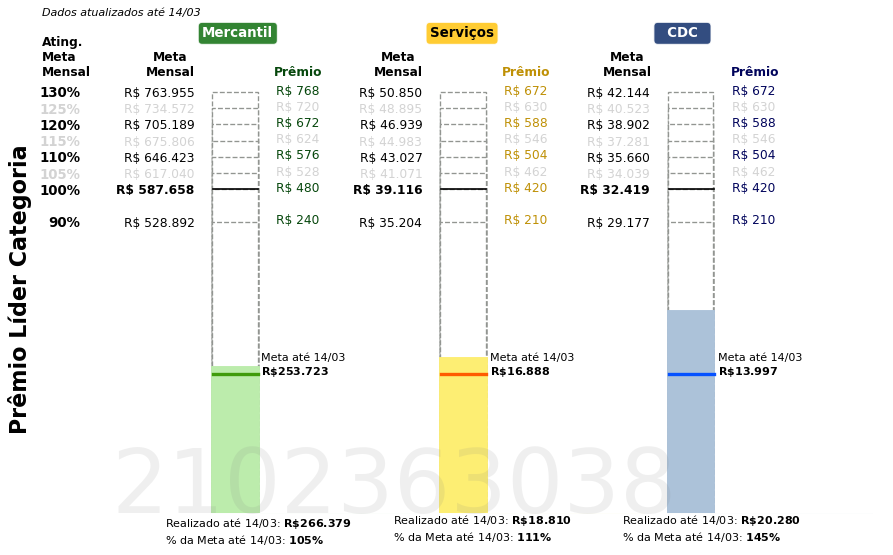 Dados atualizados até 14/03
Mercantil Serviços CDC
Ating. Meta Mensal
Meta Mensal Prêmio Meta Mensal Prêmio Meta Mensal Prêmio
130% R$ 763.955 R$ 768 R$ 50.850 R$ 672 R$ 42.144 R$ 672
125% R$ 734.572 R$ 720 R$ 48.895 R$ 630 R$ 40.523 R$ 630
120% R$ 705.189 R$ 672 R$ 46.939 R$ 588 R$ 38.902 R$ 588
115% R$ 675.806 R$ 624 R$ 44.983 R$ 546 R$ 37.281 R$ 546
110% R$ 646.423 R$ 576 R$ 43.027 R$ 504 R$ 35.660 R$ 504
105% R$ 617.040 R$ 528 R$ 41.071 R$ 462 R$ 34.039 R$ 462
100% R$ 587.658 R$ 480 R$ 39.116 R$ 420 R$ 32.419 R$ 420
90% R$ 528.892 R$ 240 R$ 35.204 R$ 210 R$ 29.177 R$ 210
Prêmio Líder Categoria
Meta até 14/03 Meta até 14/03 Meta até 14/03
R$253.723 R$16.888 R$13.997
2102363038
Realizado até 14/03: R$266.379 Realizado até 14/03: R$18.810 Realizado até 14/03: R$20.280
% da Meta até 14/03: 105% % da Meta até 14/03: 111% % da Meta até 14/03: 145%